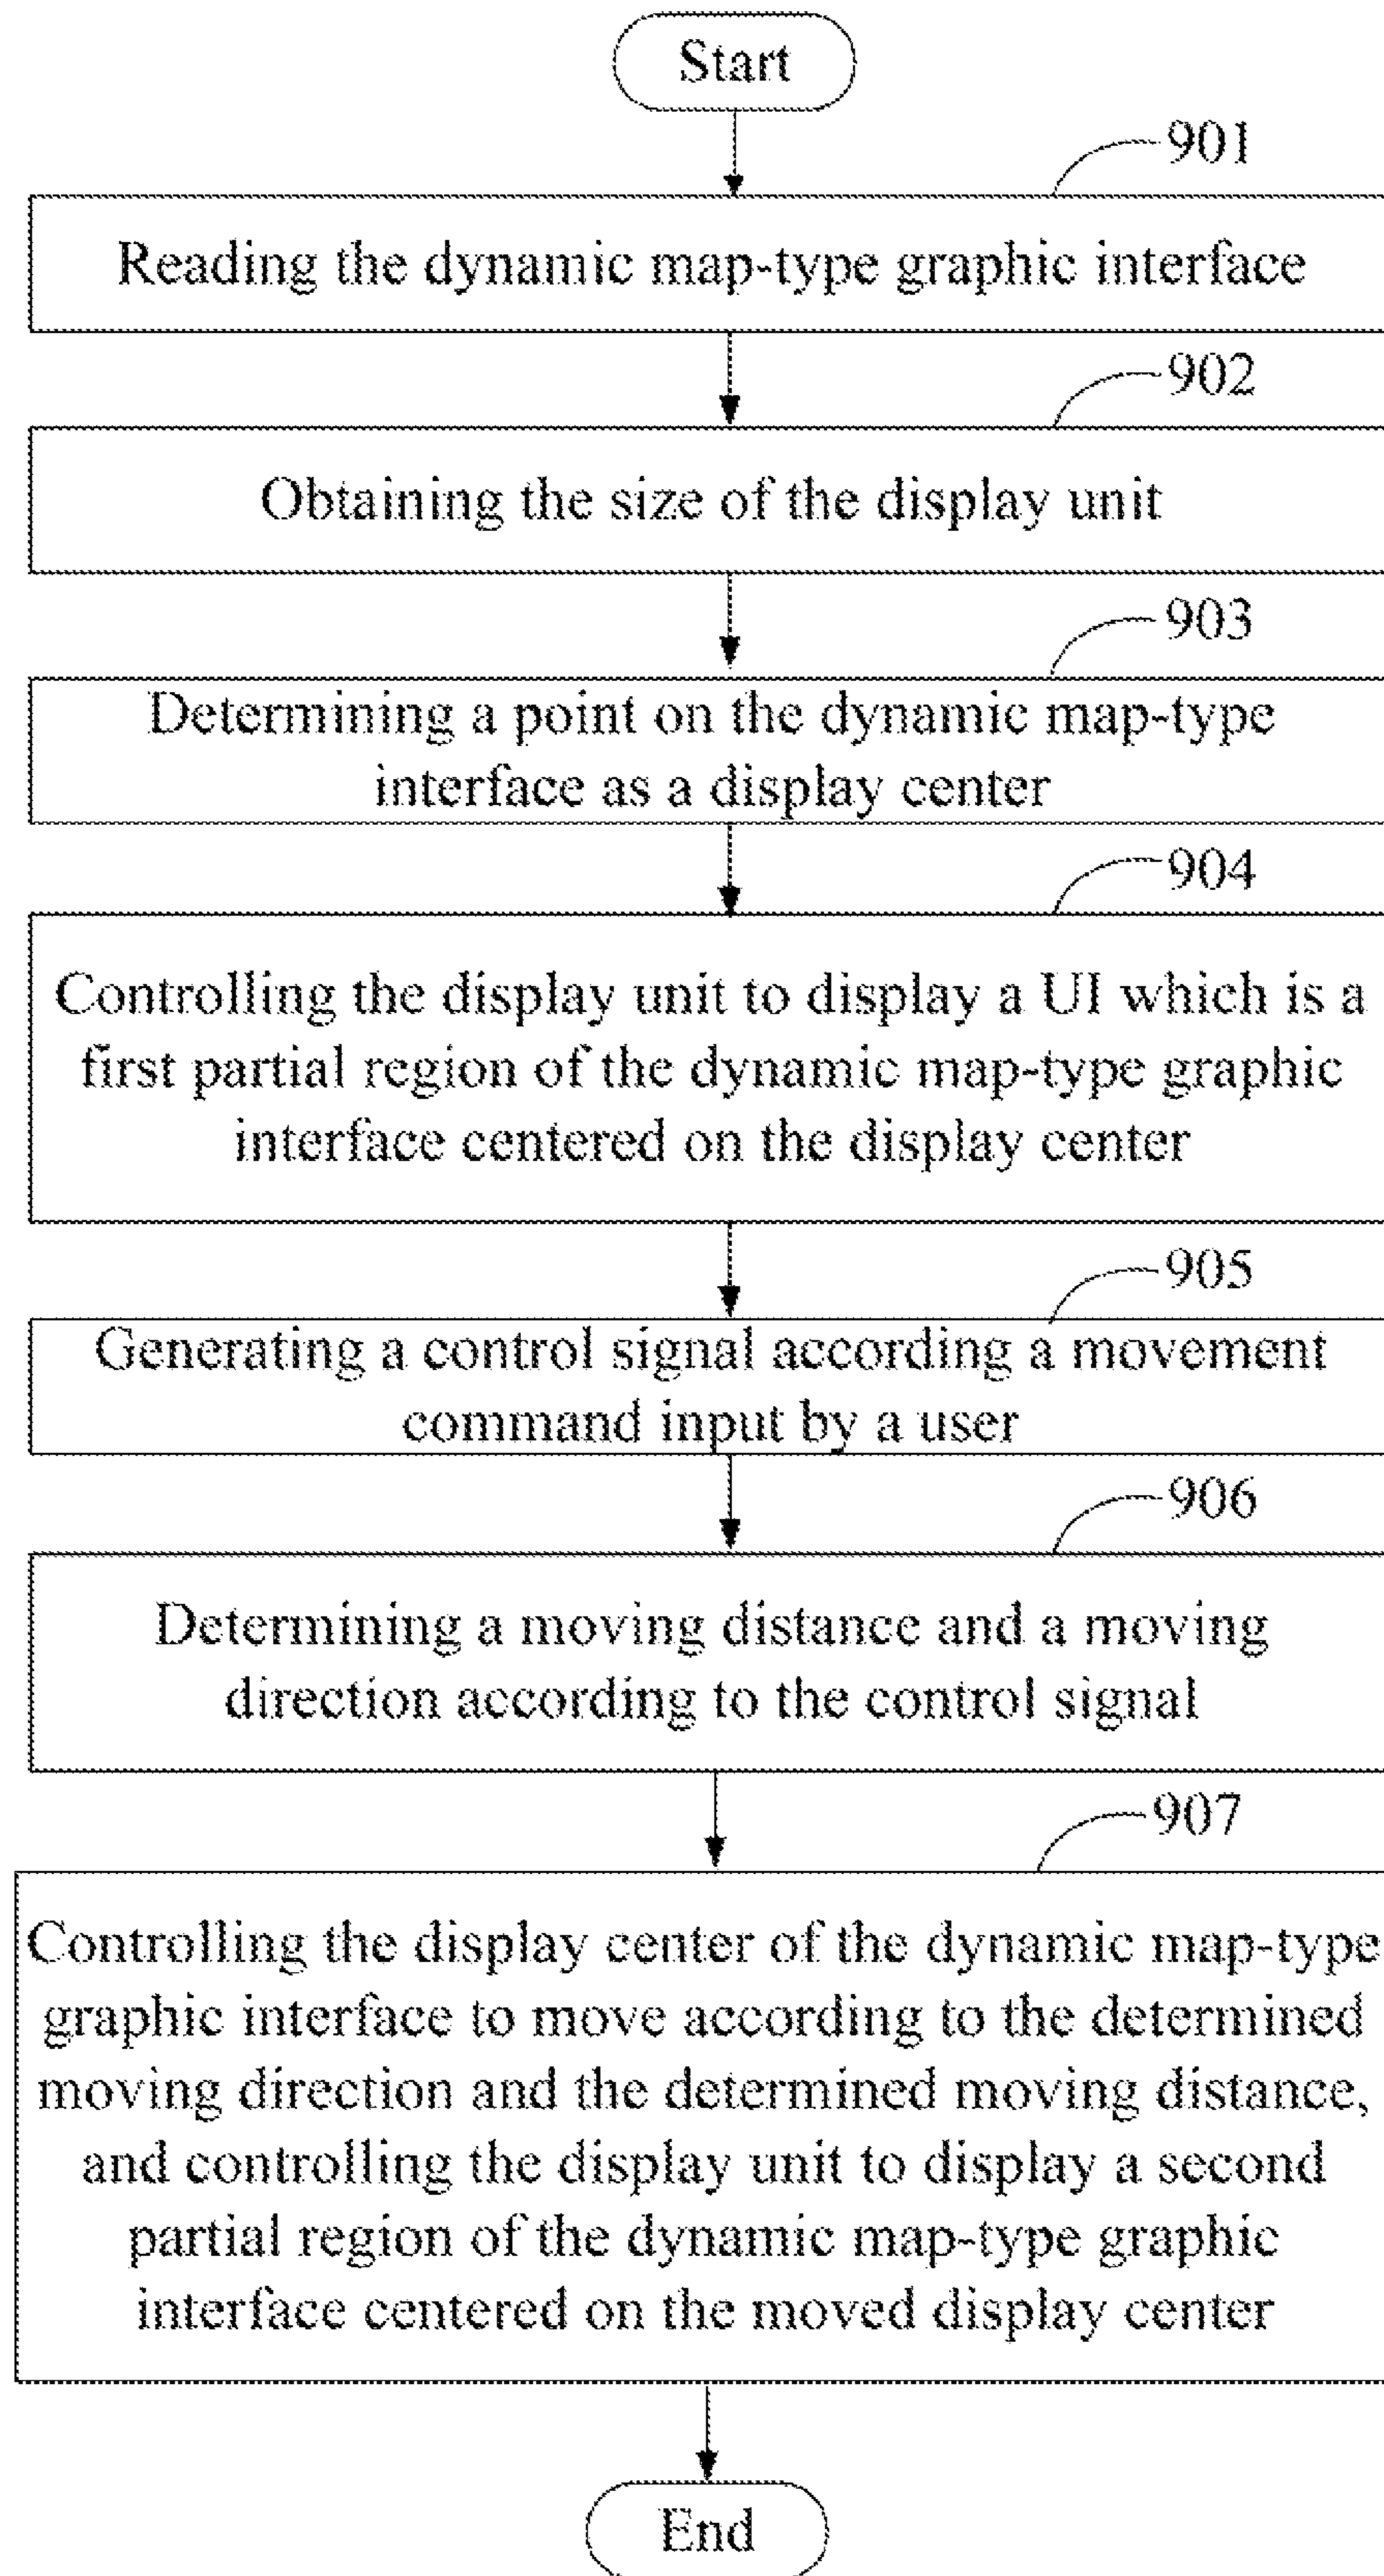 Start
901
Reading the dynamic map-type graphic interface
902
Obtaining the size of the display unit
903
Determining a point on the dynamic map-type
interface as a display center
904
Controlling the display unit to display a UI which is a
first partial region of the dynamic map-type graphic
interface centered on the display center
905
Generating a control signal according a movement
command input by a user
906
Determining a moving distance and a moving
direction according to the control signal
907
Controlling the display center of the dynamic map-type
graphic interface to move according to the determined
moving direction and the determined moving distance,
and controlling the display unit to display a second
partial region of the dynamic map-type graphic
interface centered on the moved display center
End